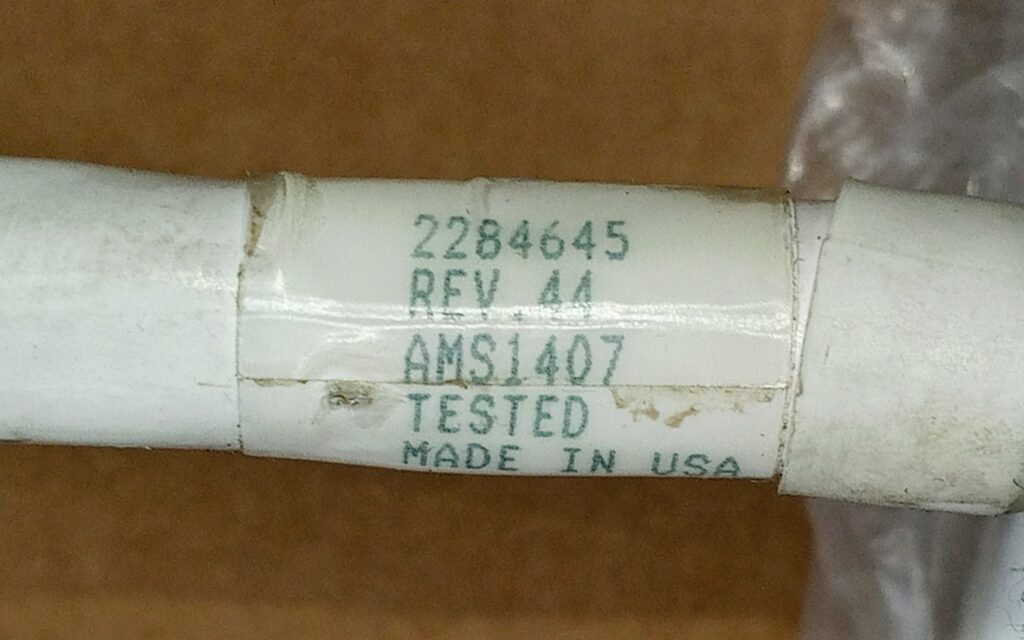 2284645
REV.44
AMS1407
TESTED
MADE IN USA